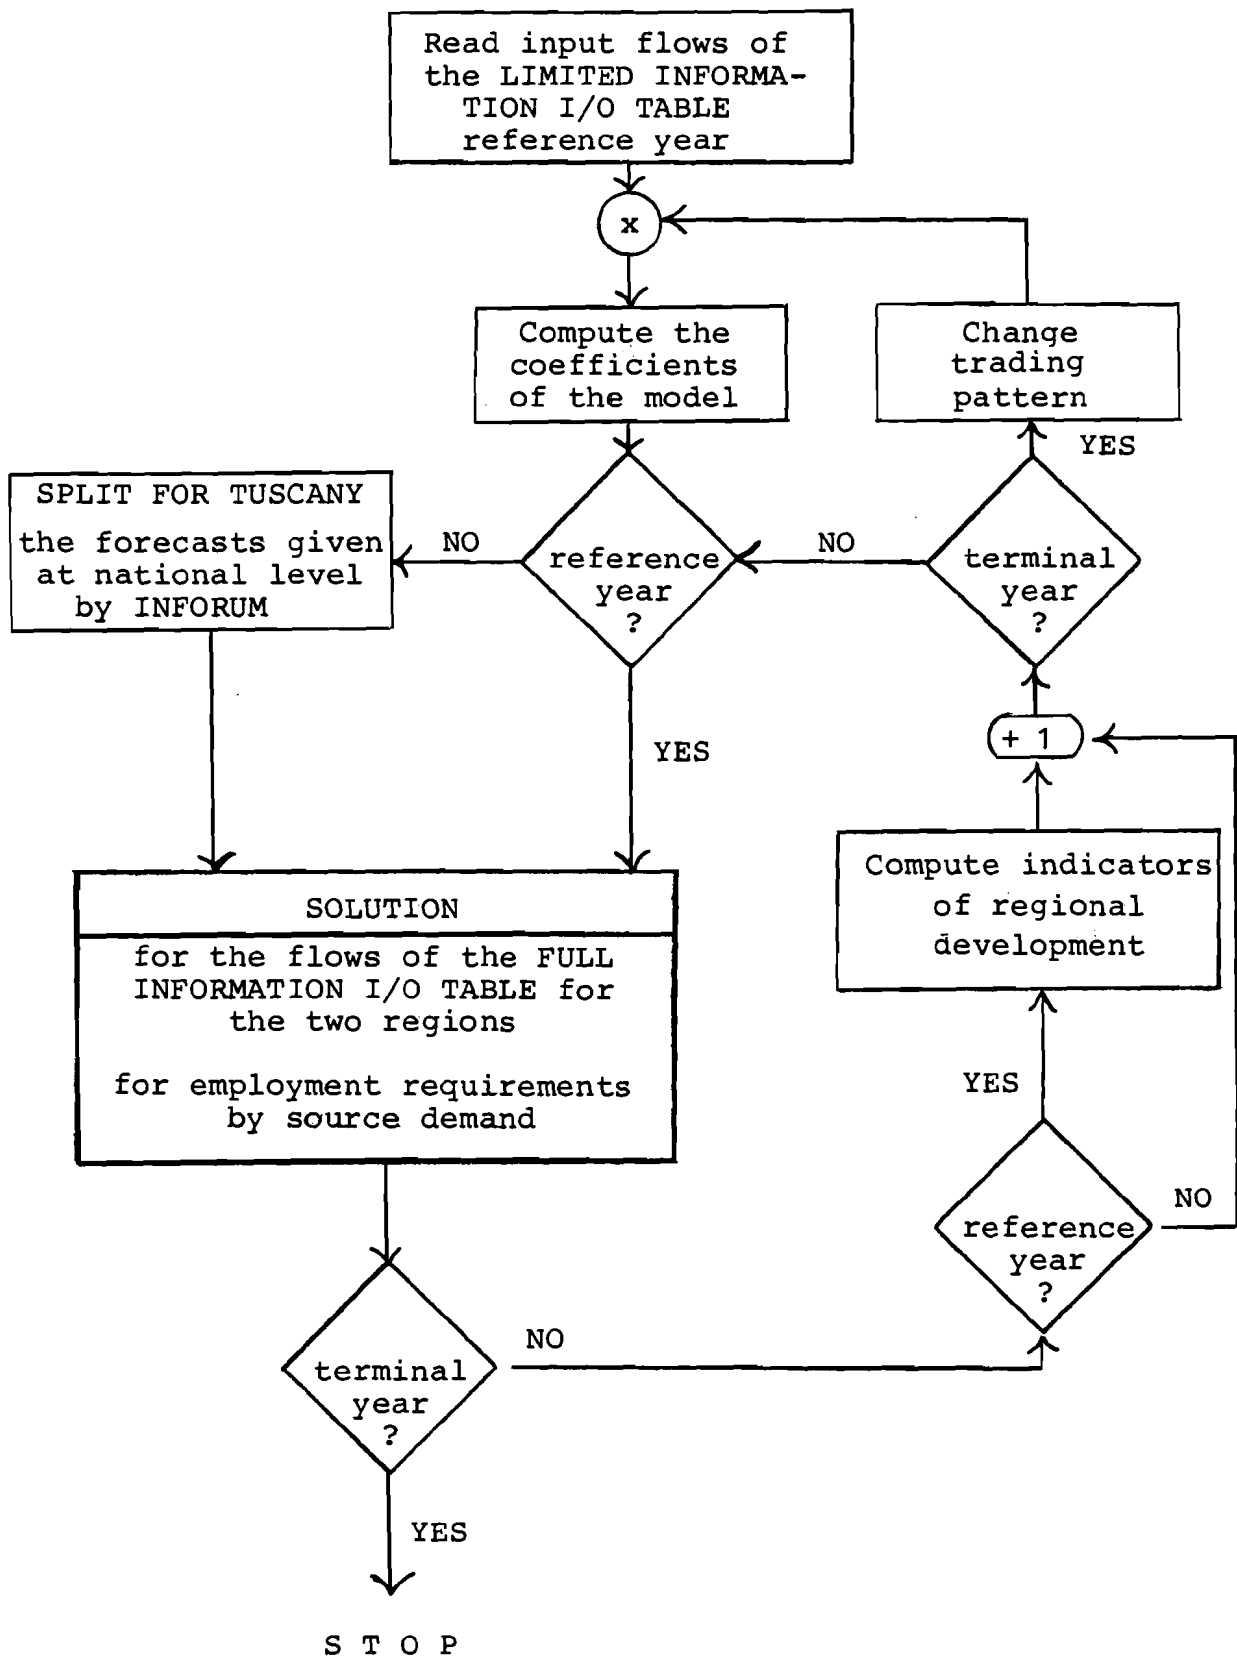 Read input flows of
the LIMITED INFORMA-
TION I/O TABLE
reference year
x
Compute the
coefficients
of the model
Change
trading
pattern
YES
SPLIT FOR TUSCANY
the forecasts given
at national level
by INFORUM
NO
reference
year
?
NO
terminal
year
?
YES
+ 1
Compute indicators
of regional
development
SOLUTION
for the flows of the FULL
INFORMATION I/O TABLE for
the two regions
for employment requirements
by source demand
YES
NO
reference
year
?
NO
terminal
year
?
YES
S T O P